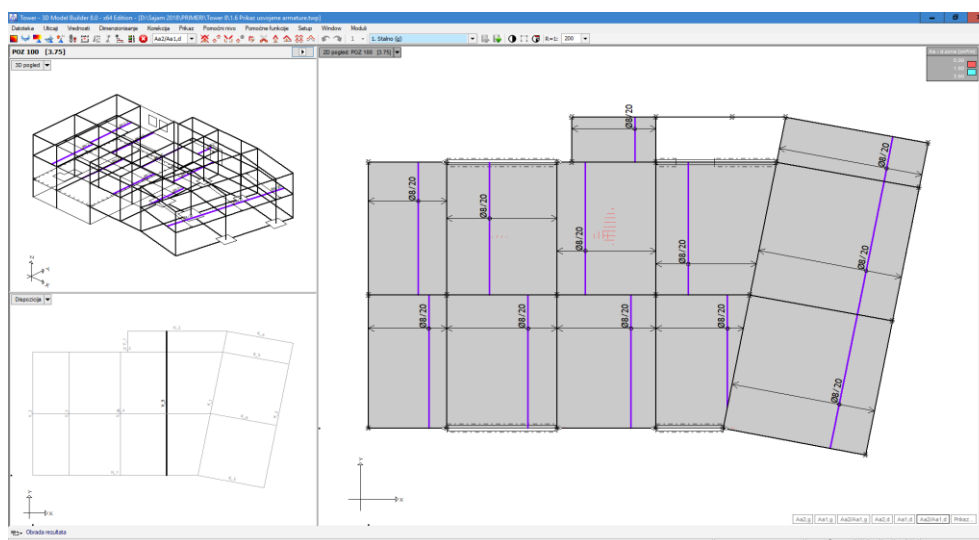 Tower - 3D Model Builder 8.0 - x64 Edition - [D:\Sajam 2018\PRIMERI\Tower II\1.6 Prikaz usvojene armature.twp]
Datoteka Ulazi Vrednosti Dimenzionisanje Korekcija Prikaz Pomoćni nivo Pomoćne funkcije Setup Window Moduli
Aa2/Aa1,d
1
1. Stalno (g)
K=1: 200
POZ 100 [3.75]
3D pogled
Dispozicija
2D pogled: POZ 100 [3.75]
Ø8/20
Ø8/20
Ø8/20
Ø8/20
Ø8/20
Ø8/20
Ø8/20
Ø8/20
Ø8/20
Ø8/20
Ø8/20
Ø8/20
Z
Y
X
Y
X
Y
X
Aa2,g Aa1,g Aa2/Aa1,g Aa2,d Aa1,d Aa2/Aa1,d Prikaz...
Obrada rezultata